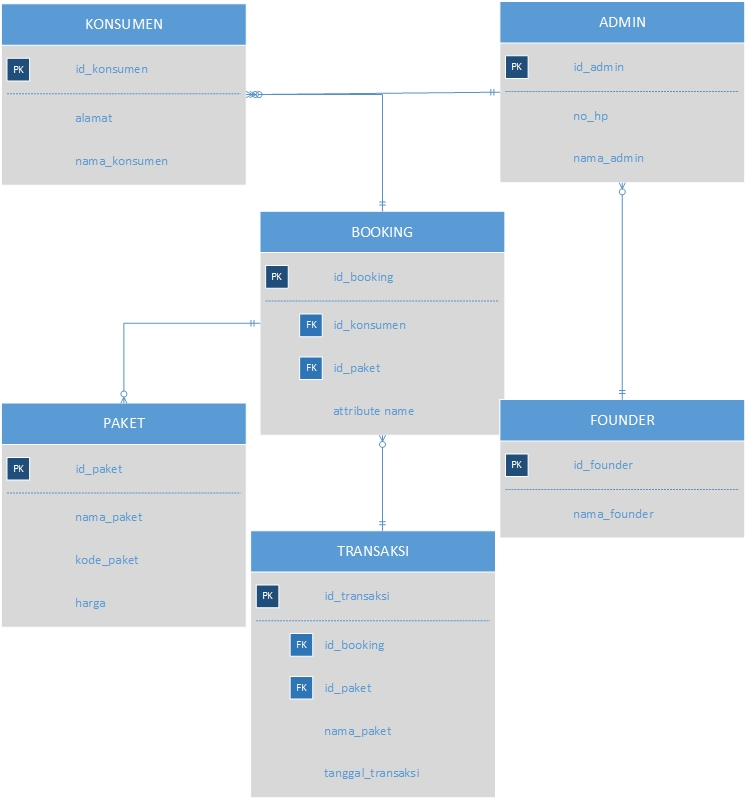 KONSUMEN
PK id_konsumen
alamat
nama_konsumen
ADMIN
PK id_admin
no_hp
nama_admin
BOOKING
PK id_booking
FK id_konsumen
FK id_paket
attribute name
PAKET
PK id_paket
nama_paket
kode_paket
harga
FOUNDER
PK id_founder
nama_founder
TRANSAKSI
PK id_transaksi
FK id_booking
FK id_paket
nama_paket
tanggal_transaksi